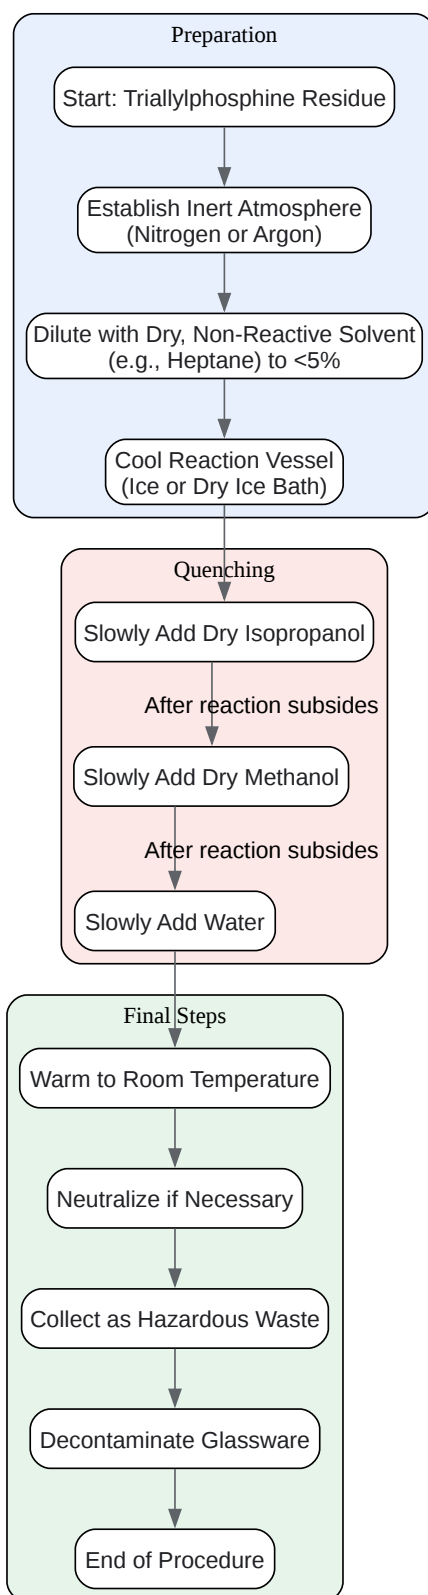 Preparation
Start: Triallylphosphine Residue
Establish Inert Atmosphere
(Nitrogen or Argon)
Dilute with Dry, Non-Reactive Solvent
(e.g., Heptane) to <5%
Cool Reaction Vessel
(Ice or Dry Ice Bath)
Quenching
Slowly Add Dry Isopropanol
After reaction subsides
Slowly Add Dry Methanol
After reaction subsides
Slowly Add Water
Final Steps
Warm to Room Temperature
Neutralize if Necessary
Collect as Hazardous Waste
Decontaminate Glassware
End of Procedure